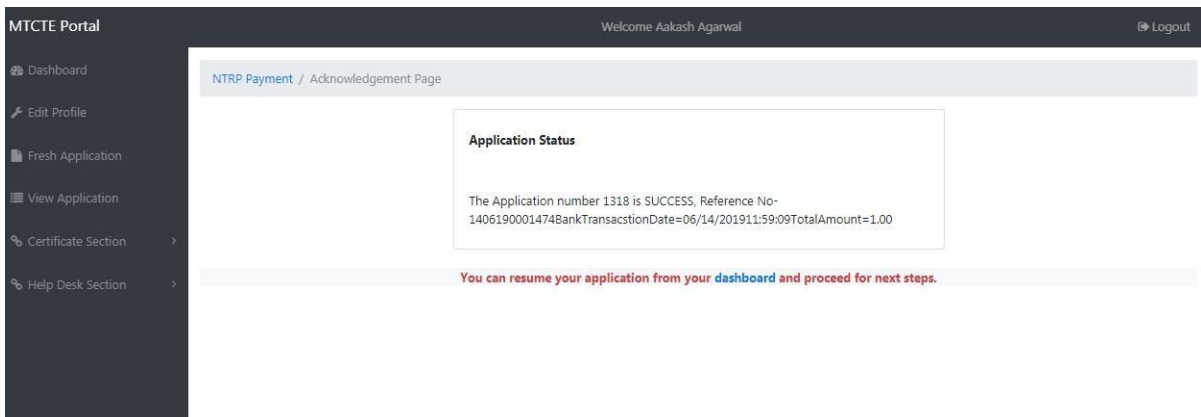 MTCTE Portal
Welcome Aakash Agarwal
Logout
Dashboard
Edit Profile
Fresh Application
View Application
Certificate Section
Help Desk Section
NTRP Payment / Acknowledgement Page
Application Status
The Application number 1318 is SUCCESS, Reference No-
1406190001474BankTransacstionDate=06/14/201911:59:09TotalAmount=1.00
You can resume your application from your dashboard and proceed for next steps.